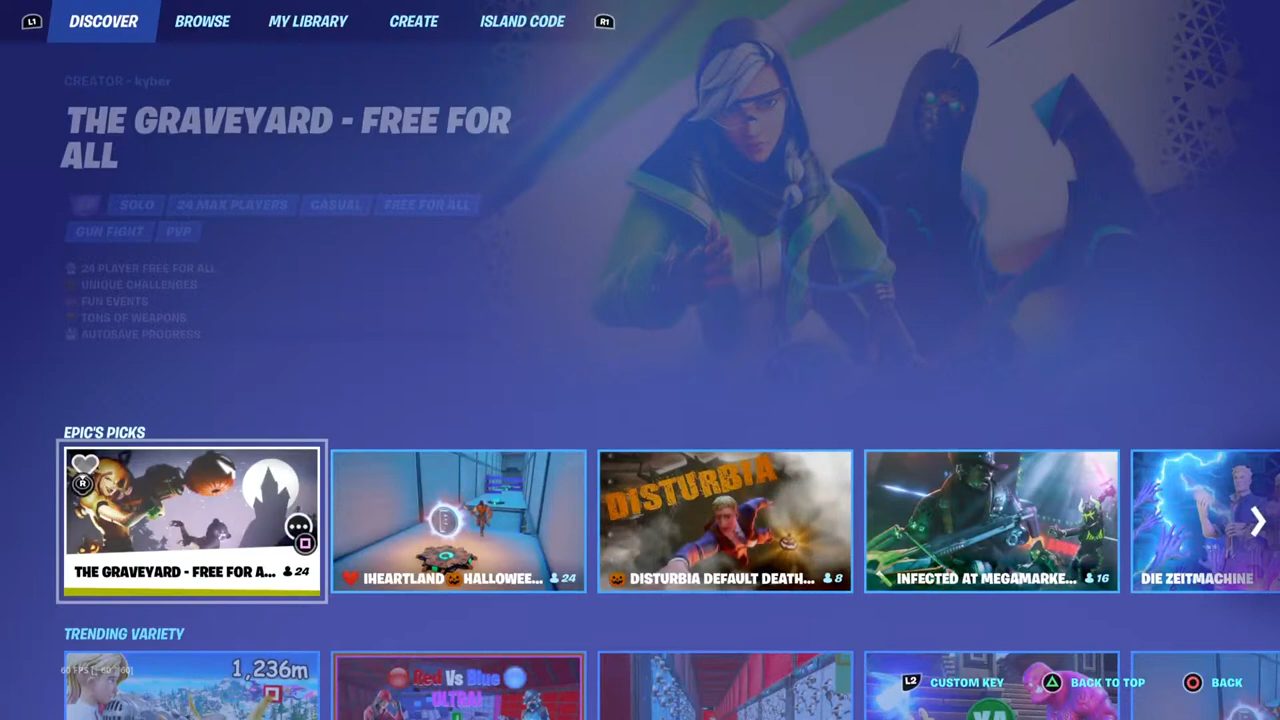 L1 DISCOVER BROWSE MY LIBRARY CREATE ISLAND CODE R1
CREATOR - kyber
THE GRAVEYARD - FREE FOR
ALL
SOLO 24 MAX PLAYERS CASUAL FREE FOR ALL
GUN FIGHT PVP
24 PLAYER FREE FOR ALL
UNIQUE CHALLENGES
FUN EVENTS
TONS OF WEAPONS
AUTOSAVE PROGRESS
EPIC'S PICKS
R
DISTURBIA
THE GRAVEYARD - FREE FOR A... 24
IHEARTLAND HALLOWEE... 24
DISTURBIA DEFAULT DEATH... 8
INFECTED AT MEGAMARKE... 16
DIE ZEITMACHINE
TRENDING VARIETY
1,236m
Red Vs Blue
ULTRA!
L2 CUSTOM KEY BACK TO TOP BACK